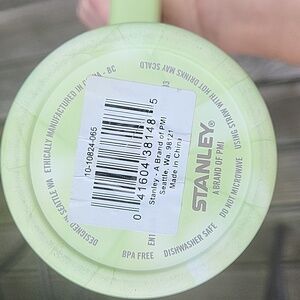 USING STRAW WITH HOT DRINKS MAY SCALD
ETHICALLY MANUFACTURED IN
- BC
DESIGNED IN SEATTLE WA
BPA FREE
DISHWASHER SAFE
DO NOT MICROWAVE
STANLEY®
A BRAND OF PMI
10-10824-065
0 41604 38148 5
Stanley - A Brand of PMI
Seattle, Wa. 98121
Made in China